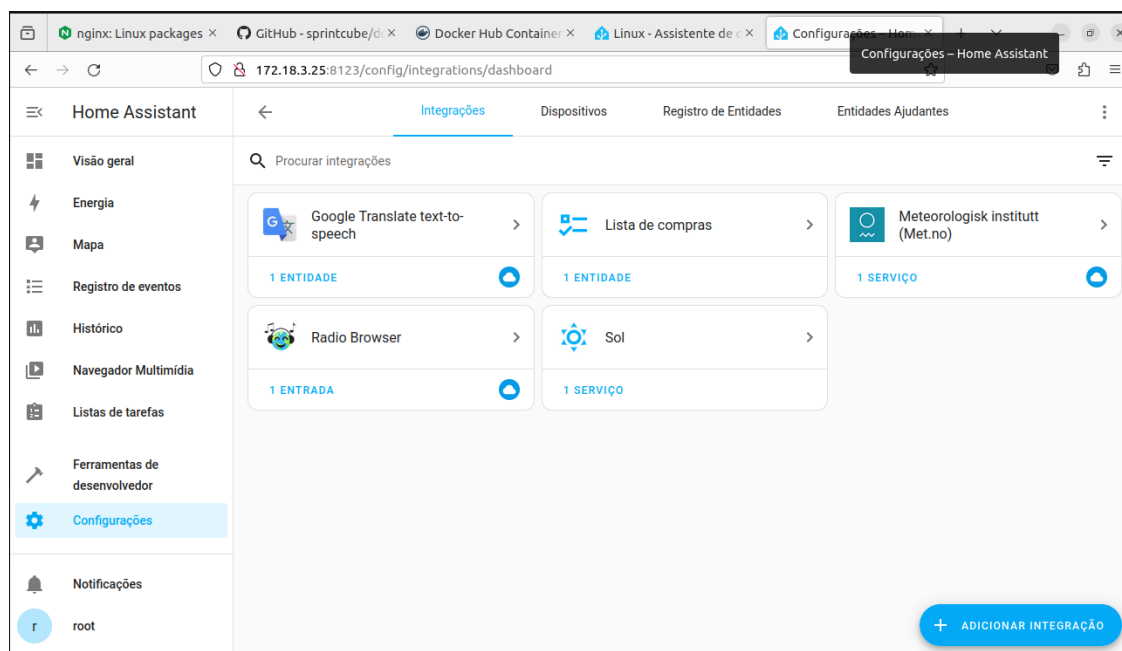 nginx: Linux packages
GitHub - sprintcube/do
Docker Hub Container
Linux - Assistente de c
Configurações – Hom
Configurações – Home Assistant
172.18.3.25:8123/config/integrations/dashboard
Home Assistant
Integrações
Dispositivos
Registro de Entidades
Entidades Ajudantes
Visão geral
Energia
Mapa
Registro de eventos
Histórico
Navegador Multimídia
Listas de tarefas
Ferramentas de
desenvolvedor
Configurações
Notificações
r
root
Procurar integrações
Google Translate text-to-
speech
1 ENTIDADE
Lista de compras
1 ENTIDADE
Meteorologisk institutt
(Met.no)
1 SERVIÇO
Radio Browser
1 ENTRADA
Sol
1 SERVIÇO
+ ADICIONAR INTEGRAÇÃO